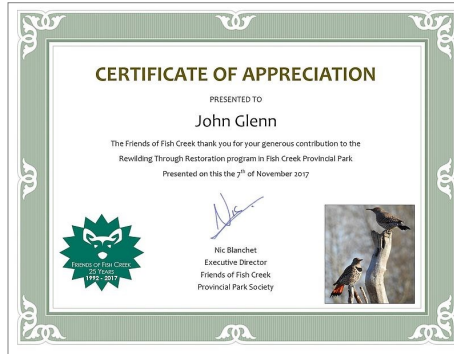 CERTIFICATE OF APPRECIATION
PRESENTED TO
John Glenn
The Friends of Fish Creek thank you for your generous contribution to the
Rewilding Through Restoration program in Fish Creek Provincial Park
Presented on this the 7th of November 2017
Nic
Nic Blanchet
Executive Director
Friends of Fish Creek
Provincial Park Society
FRIENDS OF FISH CREEK
25 YEARS
1992 - 2017